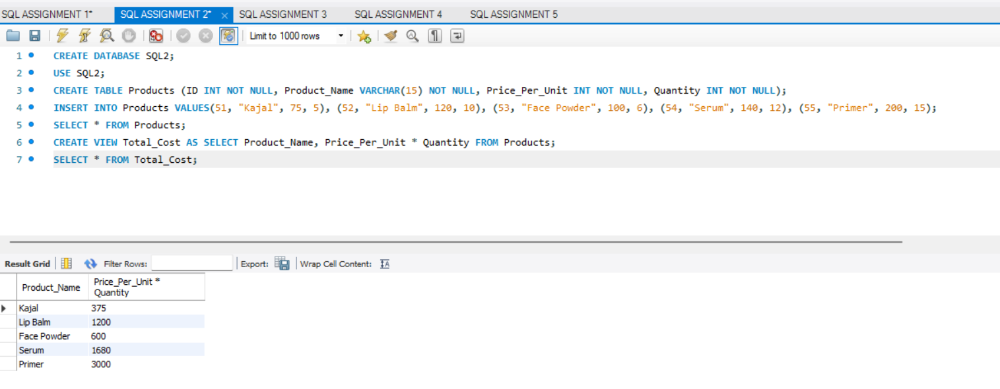 SQL ASSIGNMENT 1* SQL ASSIGNMENT 2* × SQL ASSIGNMENT 3 SQL ASSIGNMENT 4 SQL ASSIGNMENT 5
Limit to 1000 rows
1 CREATE DATABASE SQL2;
2 USE SQL2;
3 CREATE TABLE Products (ID INT NOT NULL, Product_Name VARCHAR(15) NOT NULL, Price_Per_Unit INT NOT NULL, Quantity INT NOT NULL);
4 INSERT INTO Products VALUES(51, "Kajal", 75, 5), (52, "Lip Balm", 120, 10), (53, "Face Powder", 100, 6), (54, "Serum", 140, 12), (55, "Primer", 200, 15);
5 SELECT * FROM Products;
6 CREATE VIEW Total_Cost AS SELECT Product_Name, Price_Per_Unit * Quantity FROM Products;
7 SELECT * FROM Total_Cost;
Result Grid Filter Rows: Export: Wrap Cell Content: IA
Product_Name Price_Per_Unit *
Quantity
Kajal 375
Lip Balm 1200
Face Powder 600
Serum 1680
Primer 3000